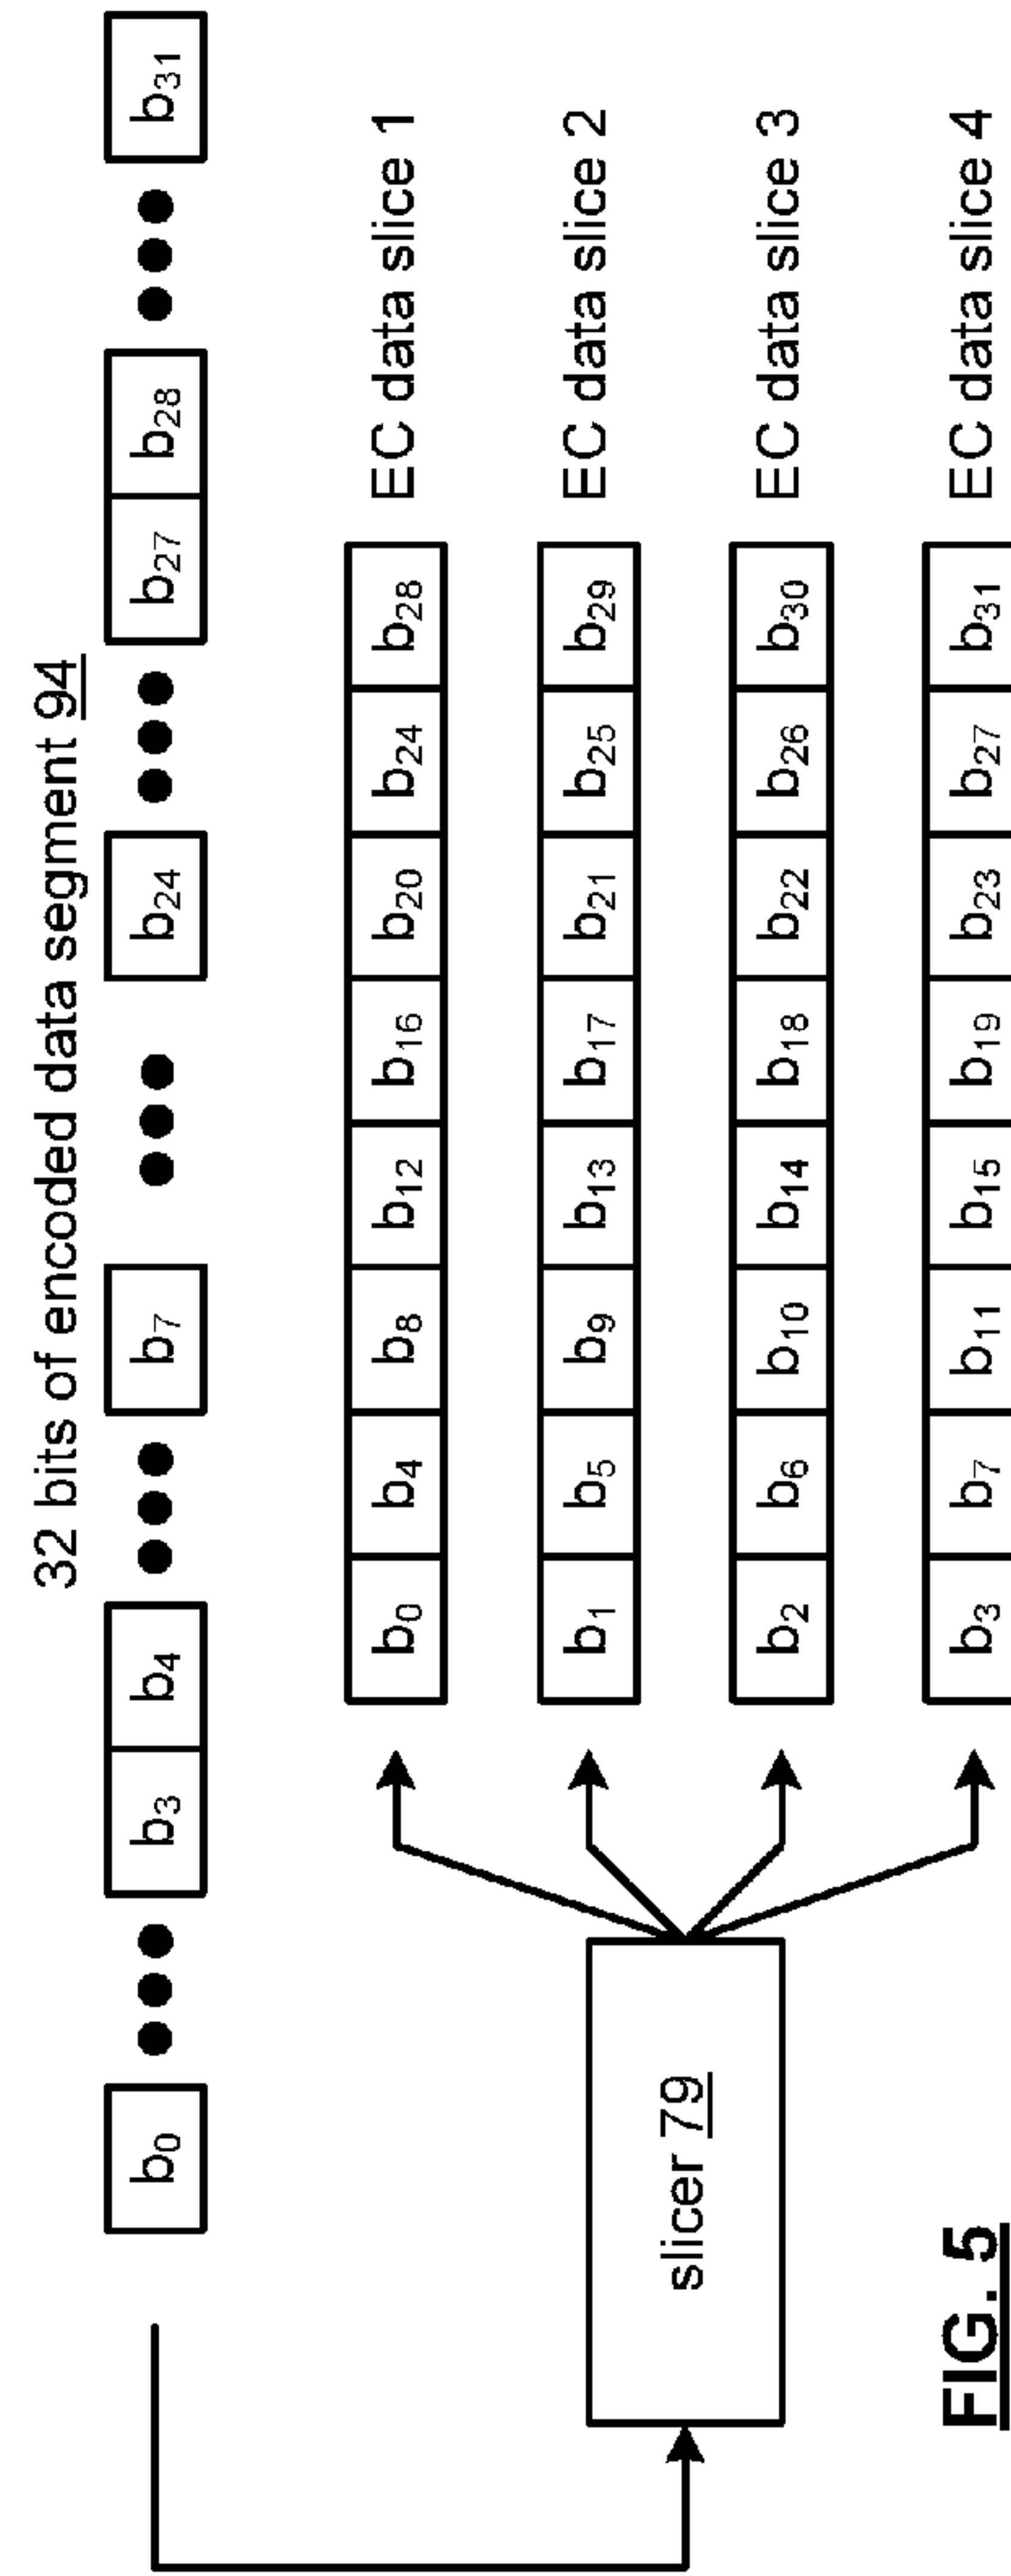 32 bits of encoded data segment 94
b0 ●●● b3 b4 ●●● b7 ●●● b24 ●●● b27 b28 ●●● b31
b0 b4 b8 b12 b16 b20 b24 b28 EC data slice 1
b1 b5 b9 b13 b17 b21 b25 b29 EC data slice 2
slicer 79
b2 b6 b10 b14 b18 b22 b26 b30 EC data slice 3
b3 b7 b11 b15 b19 b23 b27 b31 EC data slice 4
FIG. 5